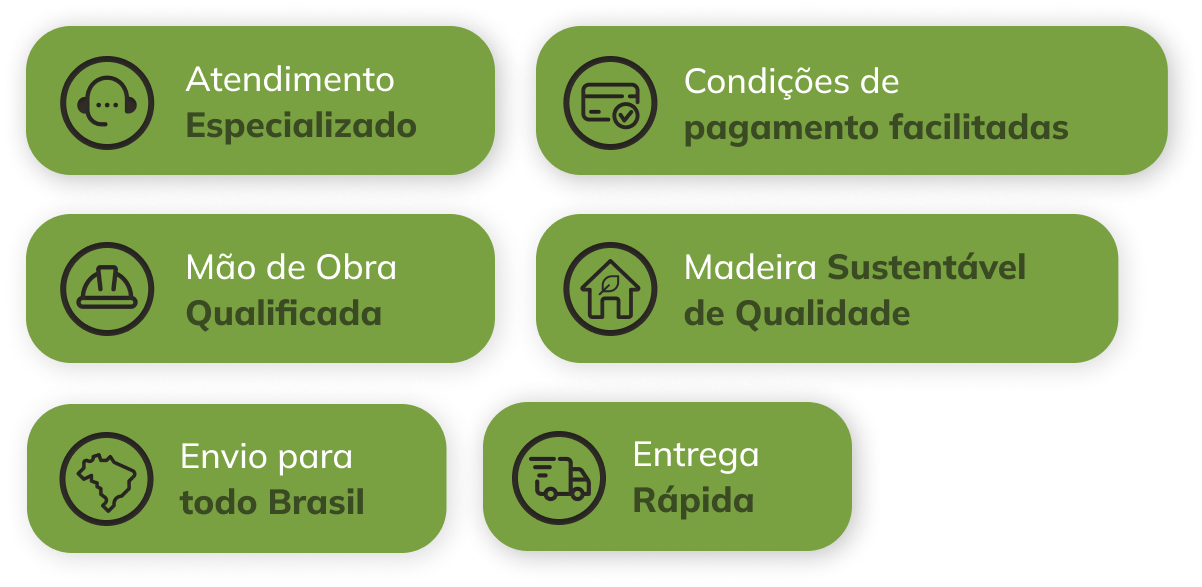 Atendimento
Especializado
Condições de
pagamento facilitadas
Mão de Obra
Qualificada
Madeira Sustentável
de Qualidade
Envio para
todo Brasil
Entrega
Rápida